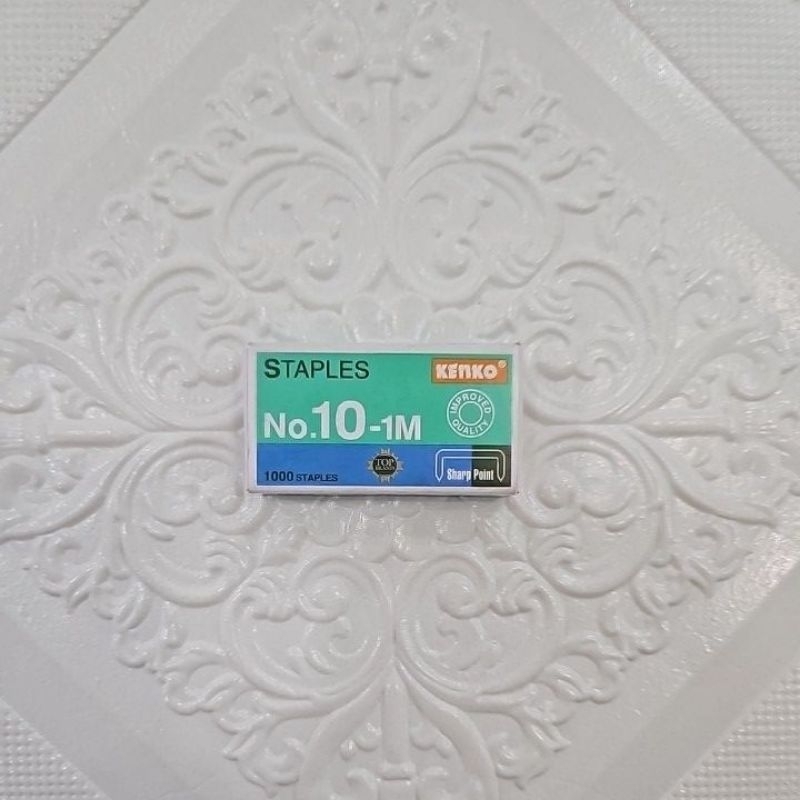 STAPLES
KENKO®
No.10-1M
IMPROVED QUALITY
1000 STAPLES
TOP
BRAND
Sharp Point